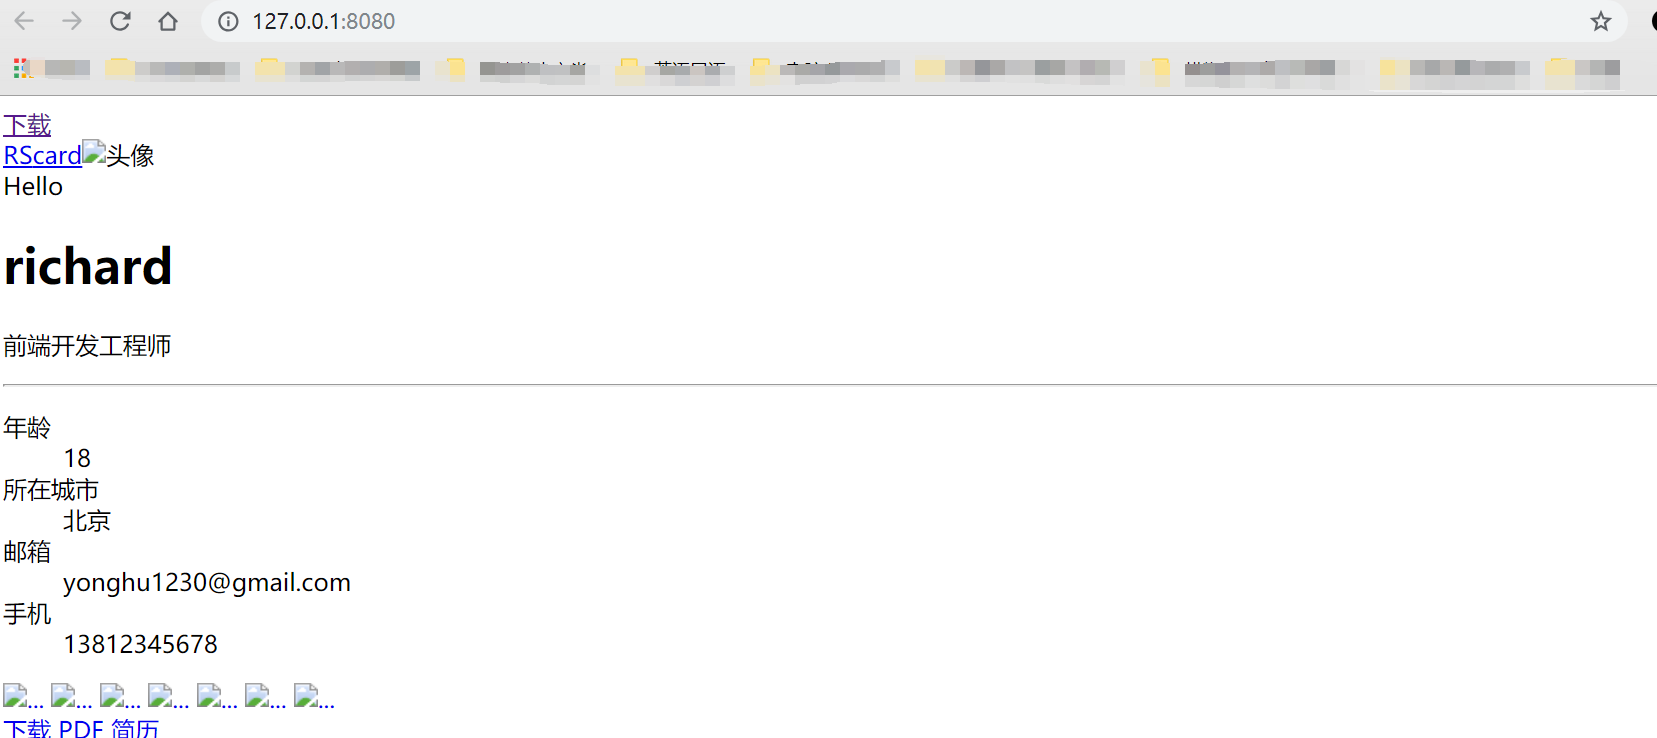 127.0.0.1:8080
下载
RScard头像
Hello
richard
前端开发工程师
年龄
18
所在城市
北京
邮箱
yonghu1230@gmail.com
手机
13812345678
... ... ... ... ... ... ...
下载 PDF 简历